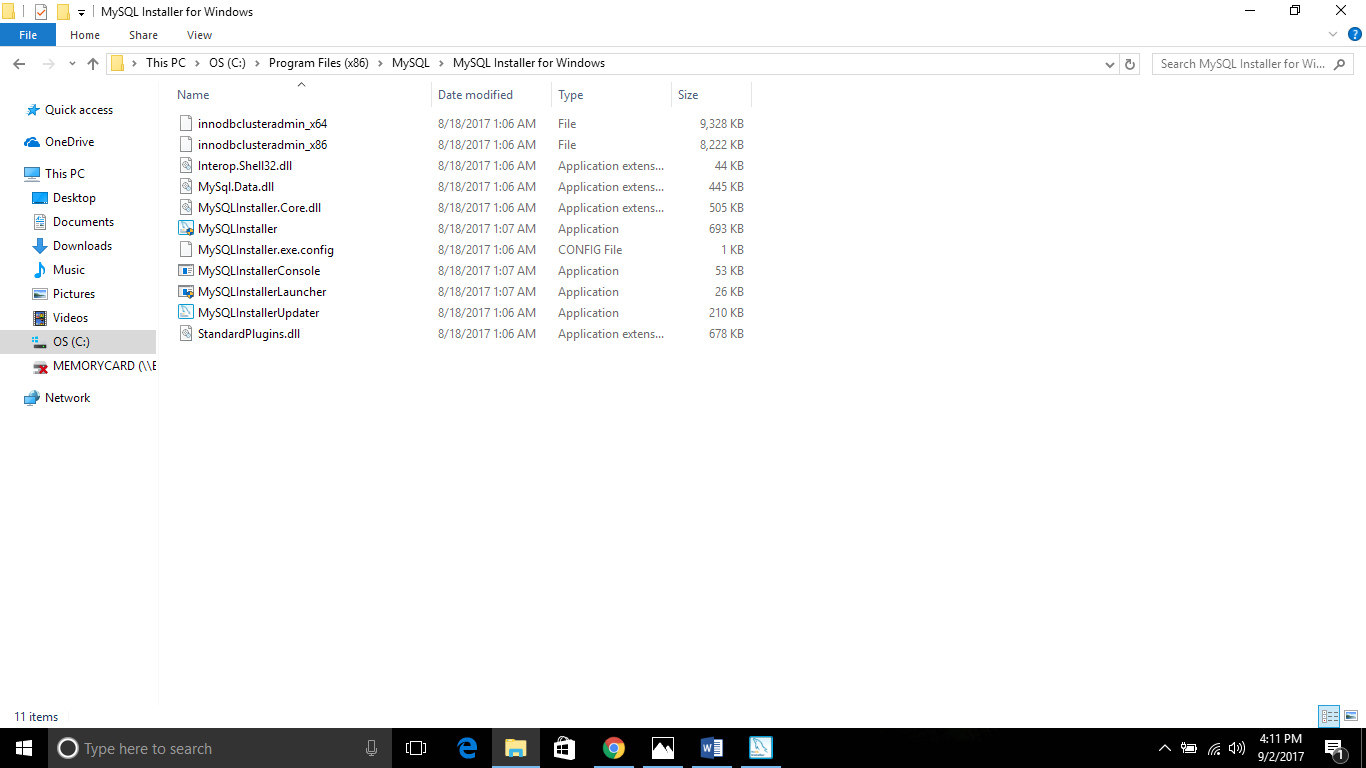 MySQL Installer for Windows
File Home Share View
This PC OS (C:) Program Files (x86) MySQL MySQL Installer for Windows Search MySQL Installer for Wi...
Name Date modified Type Size
Quick access
OneDrive
This PC
Desktop
Documents
Downloads
Music
Pictures
Videos
OS (C:)
MEMORYCARD (\\E
Network
innodbclusteradmin_x64 8/18/2017 1:06 AM File 9,328 KB
innodbclusteradmin_x86 8/18/2017 1:06 AM File 8,222 KB
Interop.Shell32.dll 8/18/2017 1:06 AM Application extens... 44 KB
MySql.Data.dll 8/18/2017 1:06 AM Application extens... 445 KB
MySQLInstaller.Core.dll 8/18/2017 1:06 AM Application extens... 505 KB
MySQLInstaller 8/18/2017 1:07 AM Application 693 KB
MySQLInstaller.exe.config 8/18/2017 1:06 AM CONFIG File 1 KB
MySQLInstallerConsole 8/18/2017 1:07 AM Application 53 KB
MySQLInstallerLauncher 8/18/2017 1:07 AM Application 26 KB
MySQLInstallerUpdater 8/18/2017 1:06 AM Application 210 KB
StandardPlugins.dll 8/18/2017 1:06 AM Application extens... 678 KB
11 items
Type here to search
4:11 PM
9/2/2017
1